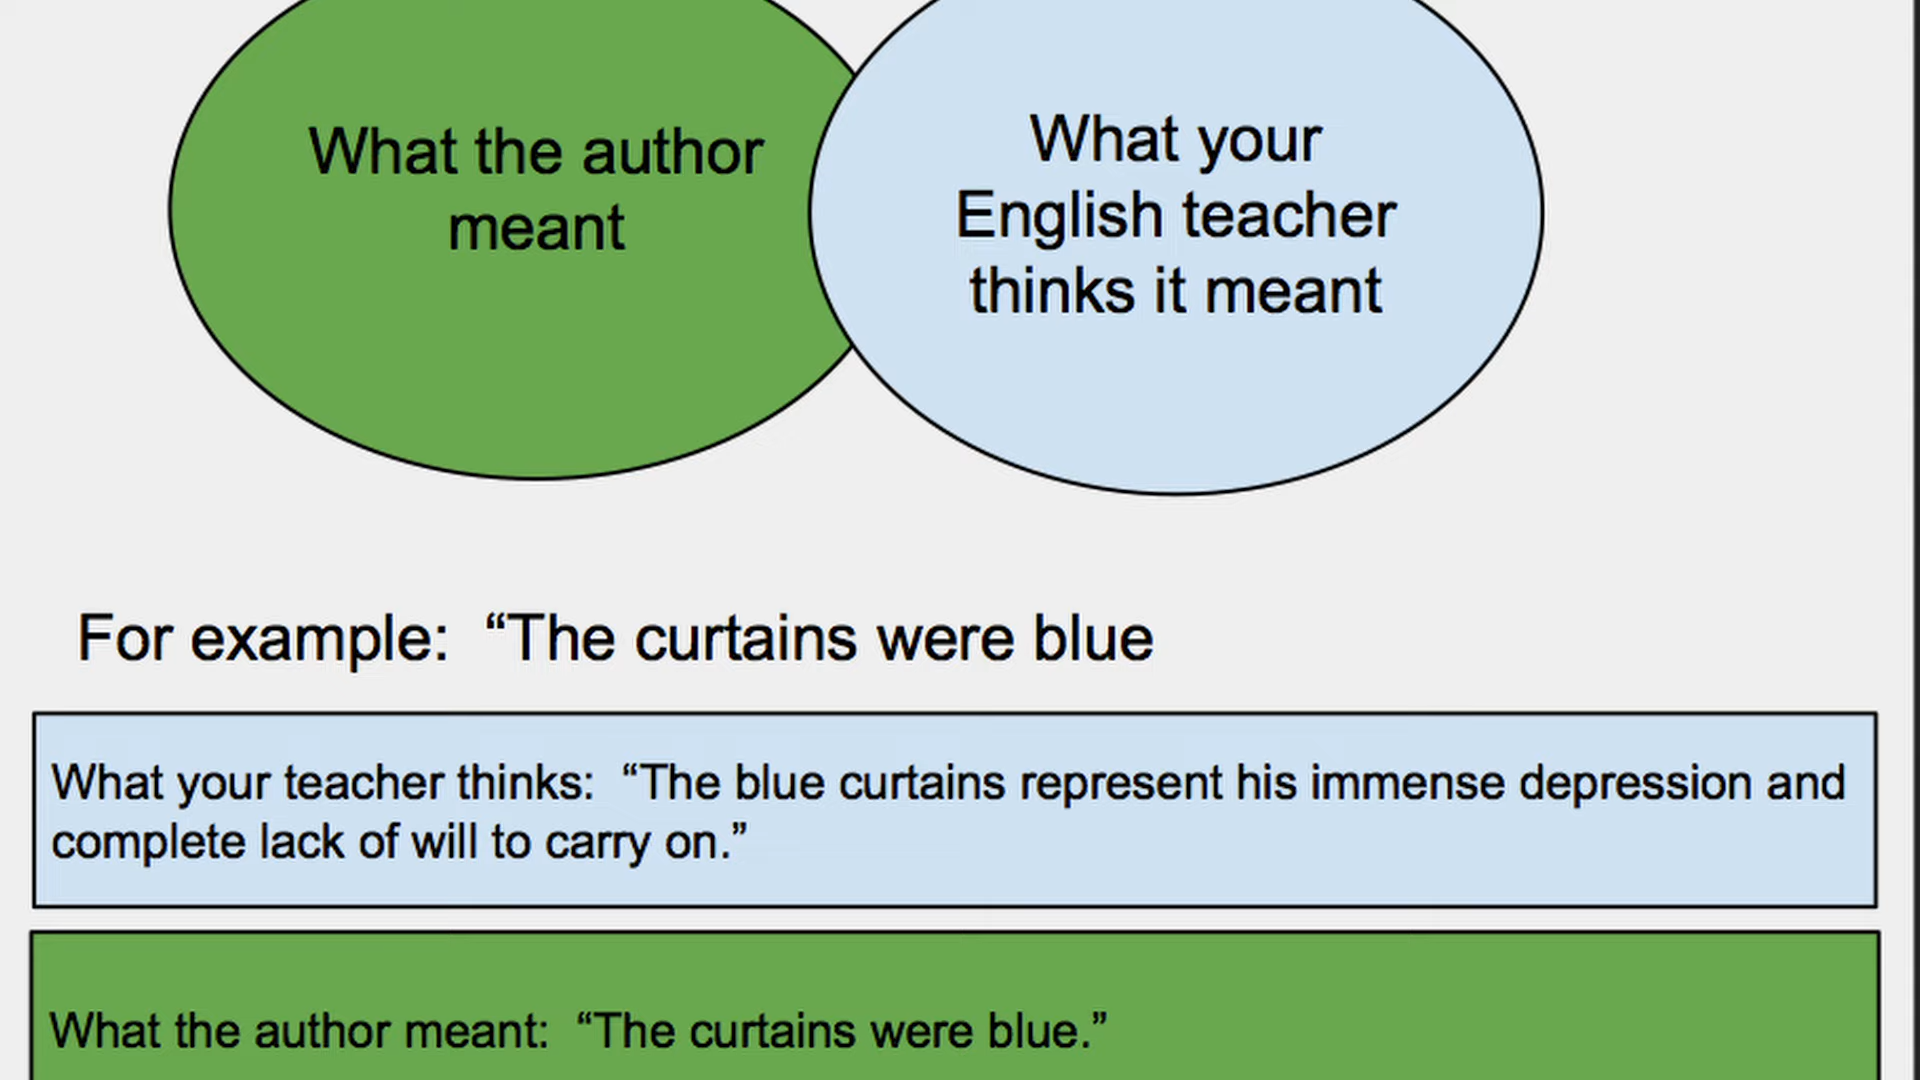 What the author
meant
What your
English teacher
thinks it meant
For example:  “The curtains were blue
What your teacher thinks:  “The blue curtains represent his immense depression and
complete lack of will to carry on.”
What the author meant:  “The curtains were blue.”